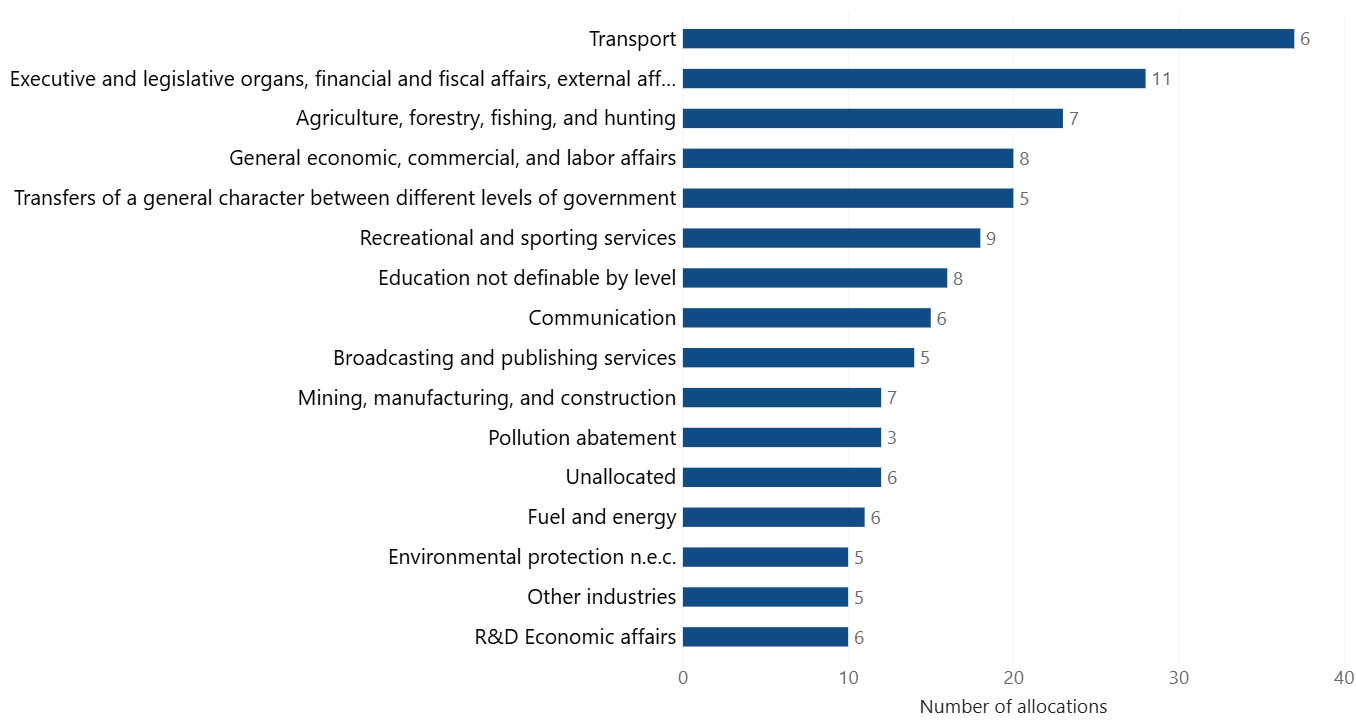 Transport 6
Executive and legislative organs, financial and fiscal affairs, external aff... 11
Agriculture, forestry, fishing, and hunting 7
General economic, commercial, and labor affairs 8
Transfers of a general character between different levels of government 5
Recreational and sporting services 9
Education not definable by level 8
Communication 6
Broadcasting and publishing services 5
Mining, manufacturing, and construction 7
Pollution abatement 3
Unallocated 6
Fuel and energy 6
Environmental protection n.e.c. 5
Other industries 5
R&D Economic affairs 6
0 10 20 30 40
Number of allocations